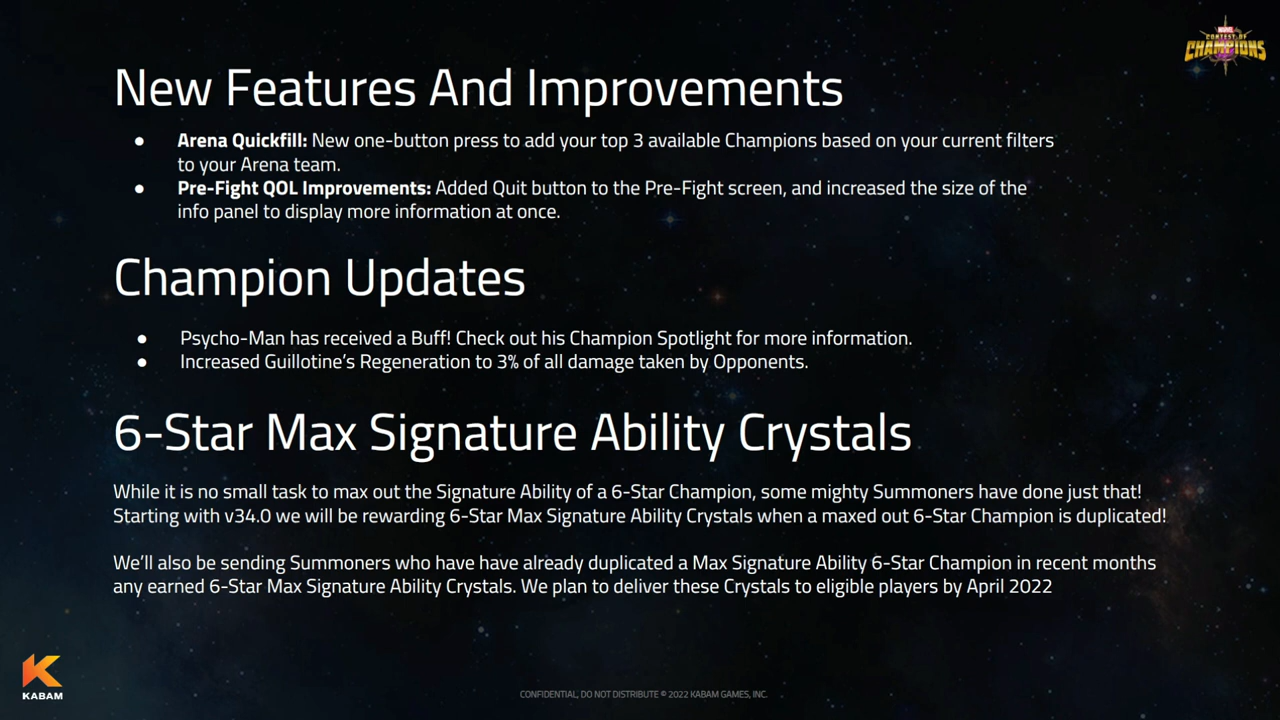 MARVEL
CONTEST OF
CHAMPIONS
New Features And Improvements
● Arena Quickfill: New one-button press to add your top 3 available Champions based on your current filters
to your Arena team.
● Pre-Fight QOL Improvements: Added Quit button to the Pre-Fight screen, and increased the size of the
info panel to display more information at once.
Champion Updates
● Psycho-Man has received a Buff! Check out his Champion Spotlight for more information.
● Increased Guillotine's Regeneration to 3% of all damage taken by Opponents.
6-Star Max Signature Ability Crystals
While it is no small task to max out the Signature Ability of a 6-Star Champion, some mighty Summoners have done just that!
Starting with v34.0 we will be rewarding 6-Star Max Signature Ability Crystals when a maxed out 6-Star Champion is duplicated!
We'll also be sending Summoners who have have already duplicated a Max Signature Ability 6-Star Champion in recent months
any earned 6-Star Max Signature Ability Crystals. We plan to deliver these Crystals to eligible players by April 2022
KABAM
CONFIDENTIAL, DO NOT DISTRIBUTE © 2022 KABAM GAMES, INC.